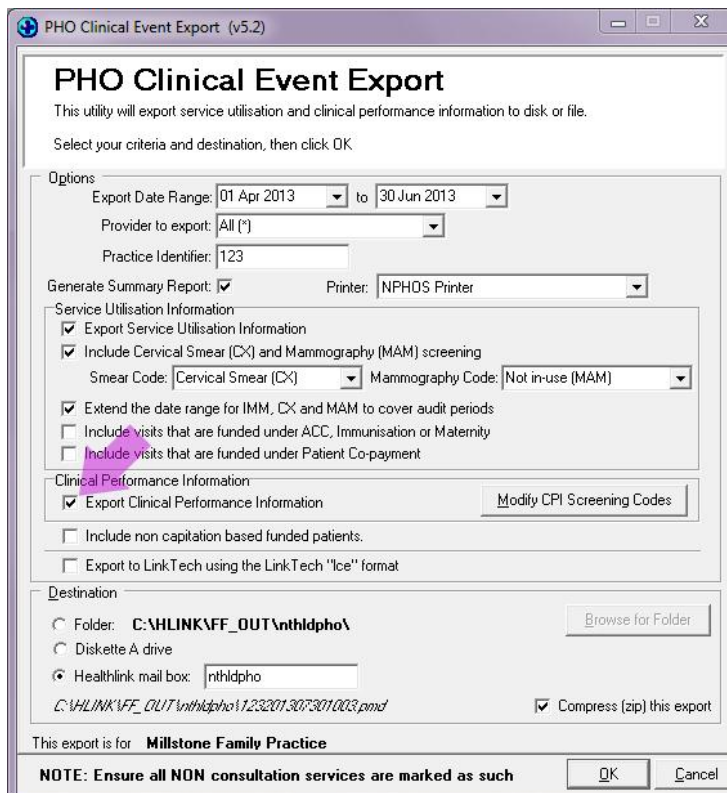 PHO Clinical Event Export (v5.2)
PHO Clinical Event Export
This utility will export service utilisation and clinical performance information to disk or file.
Select your criteria and destination, then click OK
Options
Export Date Range: 01 Apr 2013 to 30 Jun 2013
Provider to export: All (*)
Practice Identifier: 123
Generate Summary Report: Printer: NPHOS Printer
Service Utilisation Information
Export Service Utilisation Information
Include Cervical Smear (CX) and Mammography (MAM) screening
Smear Code: Cervical Smear (CX) Mammography Code: Not in-use (MAM)
Extend the date range for IMM, CX and MAM to cover audit periods
Include visits that are funded under ACC, Immunisation or Maternity
Include visits that are funded under Patient Co-payment
Clinical Performance Information
Export Clinical Performance Information Modify CPI Screening Codes
Include non capitation based funded patients.
Export to LinkTech using the LinkTech "Ice" format
Destination
Folder: C:\HLINK\FF_OUT\nthldpho\ Browse for Folder
Diskette A drive
Healthlink mail box: nthldpho
C:\HLINK\FF_OUT\nthldpho\123201307301003.pmd Compress (zip) this export
This export is for Millstone Family Practice
NOTE: Ensure all NON consultation services are marked as such OK Cancel